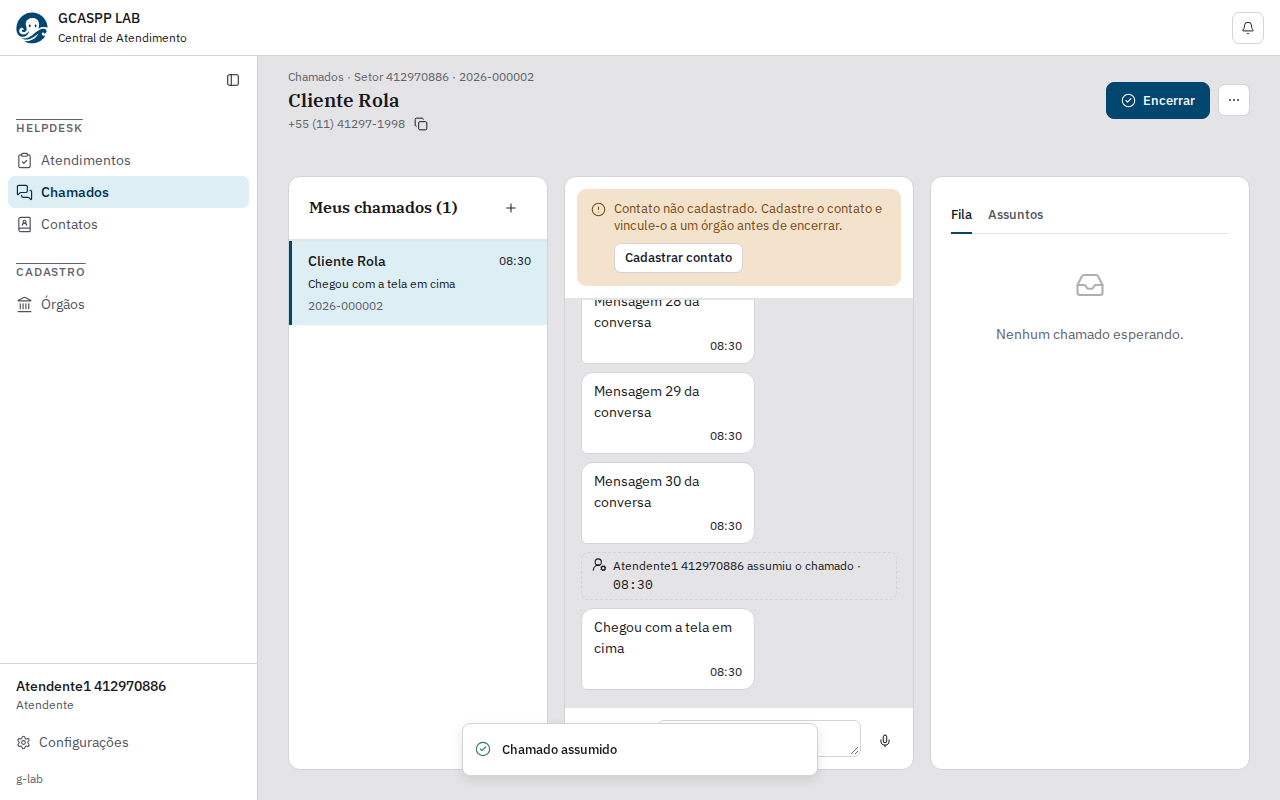 GCASPP LAB
Central de Atendimento
HELPDESK
Atendimentos
Chamados
Contatos
CADASTRO
Órgãos
Atendente1 412970886
Atendente
Configurações
g-lab
Chamados · Setor 412970886 · 2026-000002
Cliente Rola
+55 (11) 41297-1998
Encerrar
Meus chamados (1)
Cliente Rola
08:30
Chegou com a tela em cima
2026-000002
Contato não cadastrado. Cadastre o contato e
vincule-o a um órgão antes de encerrar.
Cadastrar contato
Mensagem 28 da
conversa
08:30
Mensagem 29 da
conversa
08:30
Mensagem 30 da
conversa
08:30
Atendente1 412970886 assumiu o chamado ·
08:30
Chegou com a tela em
cima
08:30
Chamado assumido
Fila
Assuntos
Nenhum chamado esperando.